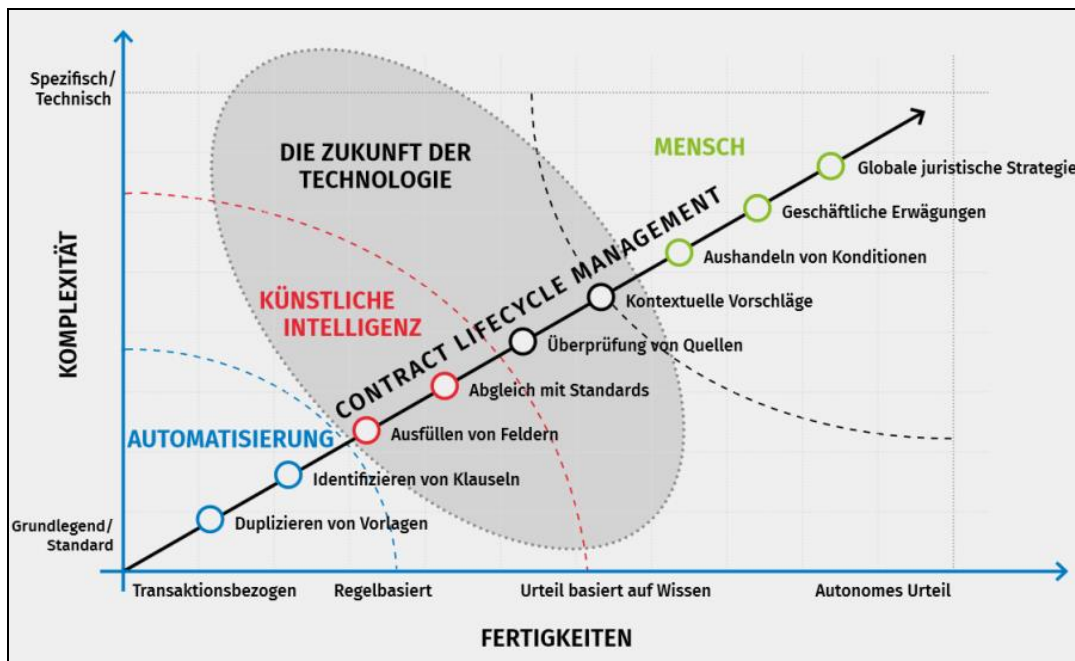 Spezifisch/
Technisch
DIE ZUKUNFT DER
TECHNOLOGIE
MENSCH
Globale juristische Strategie
Geschäftliche Erwägungen
Aushandeln von Konditionen
CONTRACT LIFECYCLE MANAGEMENT
Kontextuelle Vorschläge
KOMPLEXITÄT
KÜNSTLICHE
INTELLIGENZ
Überprüfung von Quellen
Abgleich mit Standards
AUTOMATISIERUNG
Ausfüllen von Feldern
Identifizieren von Klauseln
Duplizieren von Vorlagen
Grundlegend/
Standard
Transaktionsbezogen
Regelbasiert
Urteil basiert auf Wissen
Autonomes Urteil
FERTIGKEITEN